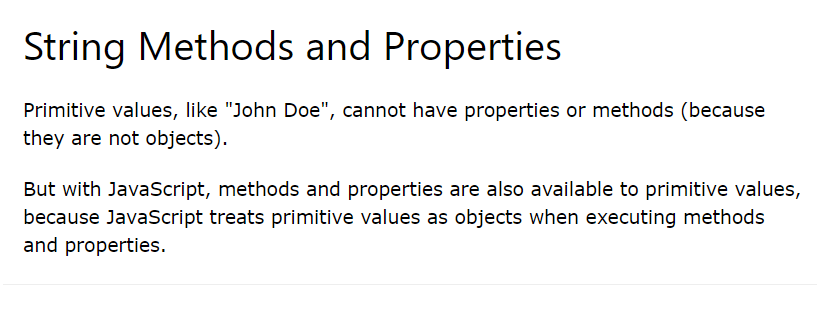 String Methods and Properties
Primitive values, like "John Doe", cannot have properties or methods (because
they are not objects).
But with JavaScript, methods and properties are also available to primitive values,
because JavaScript treats primitive values as objects when executing methods
and properties.